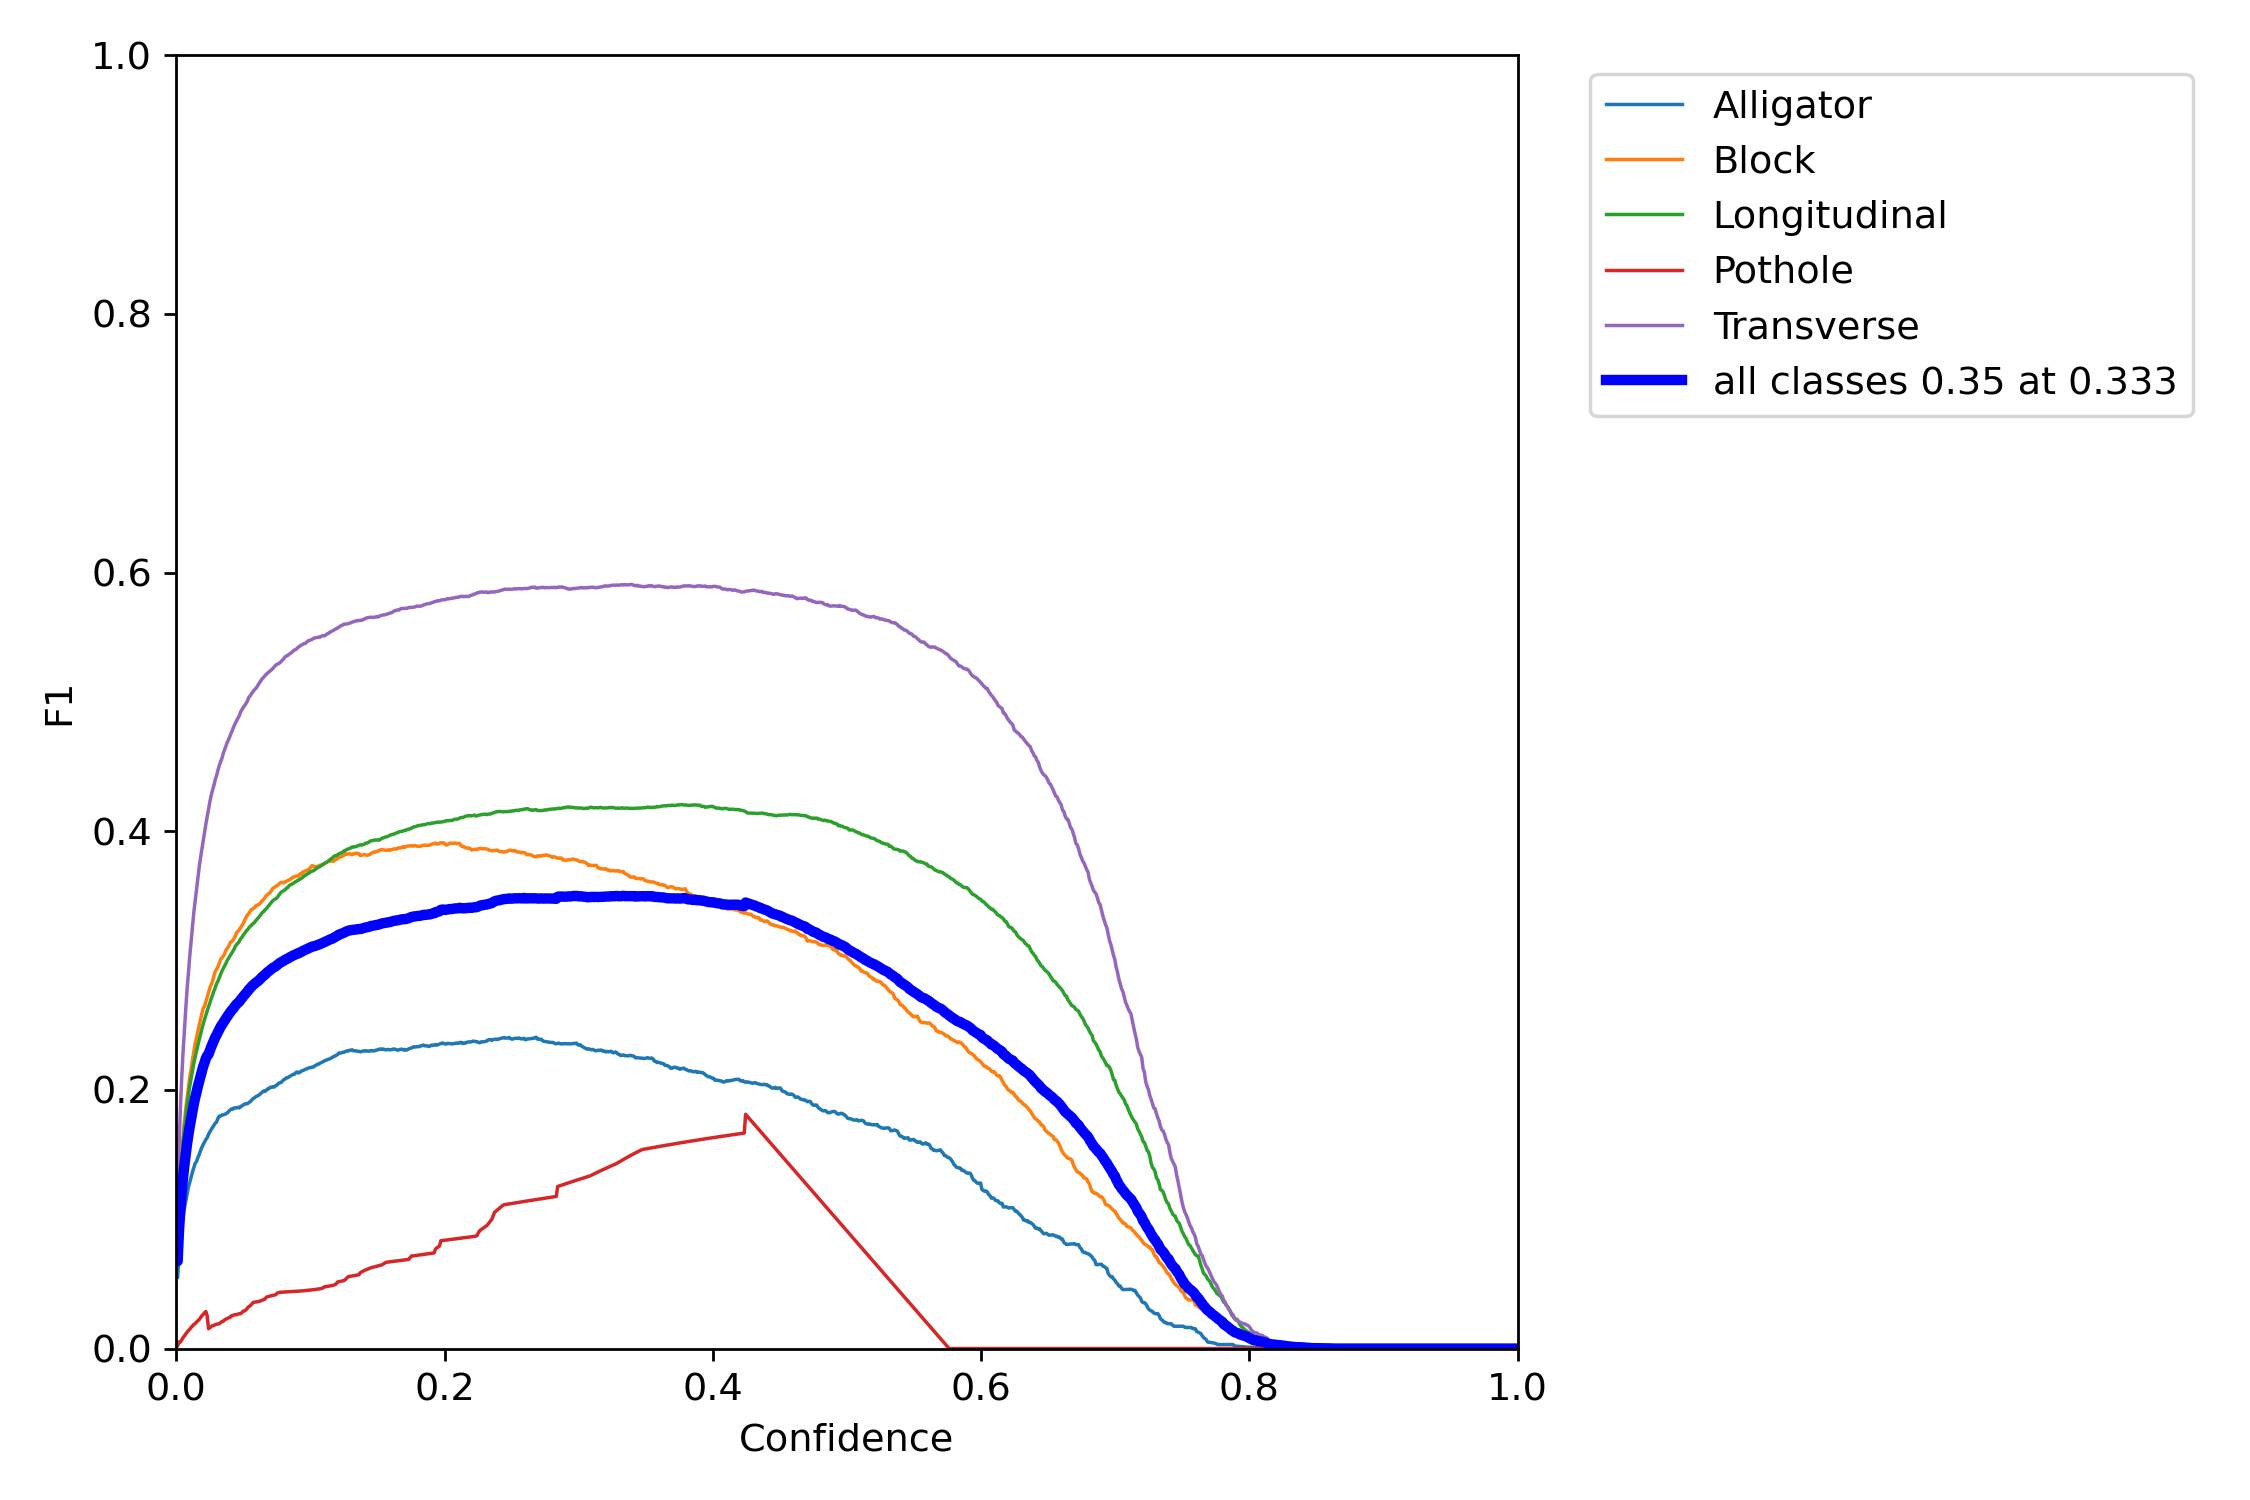 1.0
0.8
0.6
0.4
0.2
0.0
F1
0.0 0.2 0.4 0.6 0.8 1.0
Confidence
Alligator
Block
Longitudinal
Pothole
Transverse
all classes 0.35 at 0.333